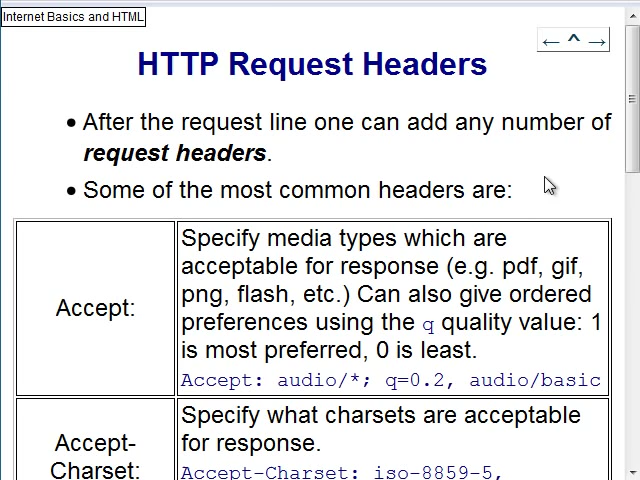 Internet Basics and HTML
← ^ →
HTTP Request Headers
• After the request line one can add any number of
request headers.
• Some of the most common headers are:
Specify media types which are
acceptable for response (e.g. pdf, gif,
Accept:
png, flash, etc.) Can also give ordered
preferences using the q quality value: 1
is most preferred, 0 is least.
Accept: audio/*; q=0.2, audio/basic
Accept-
Charset:
Specify what charsets are acceptable
for response.
Accept-Charset: iso-8859-5,